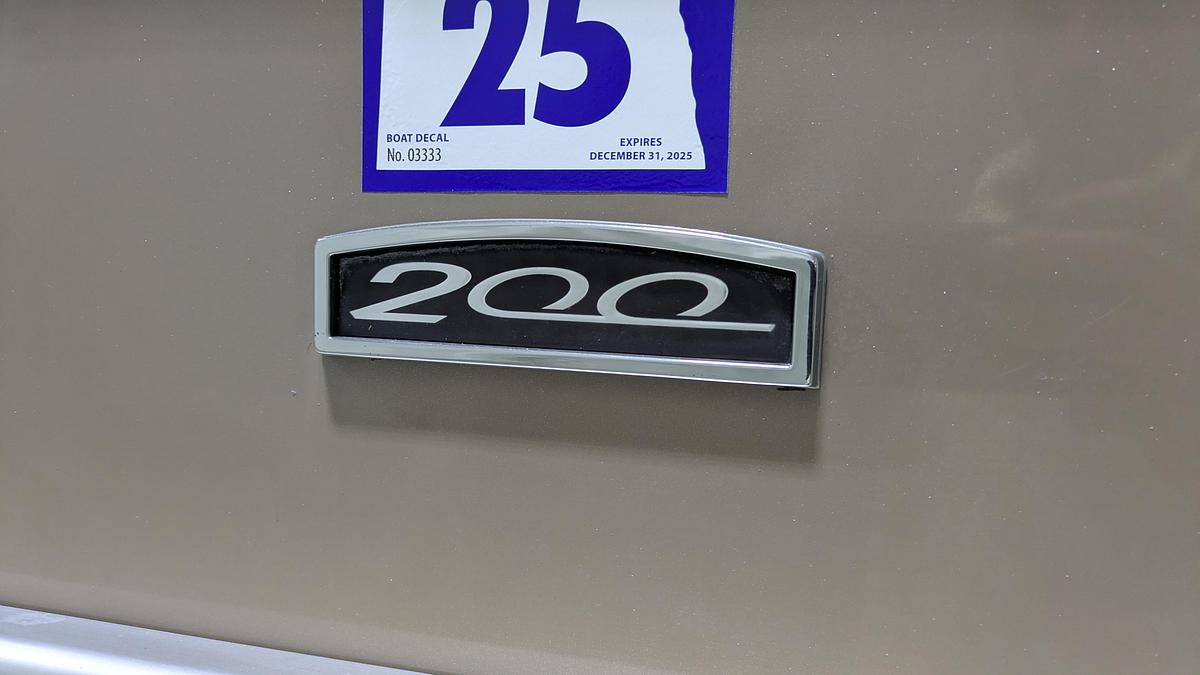 25
BOAT DECAL
No. 03333
EXPIRES
DECEMBER 31, 2025
200